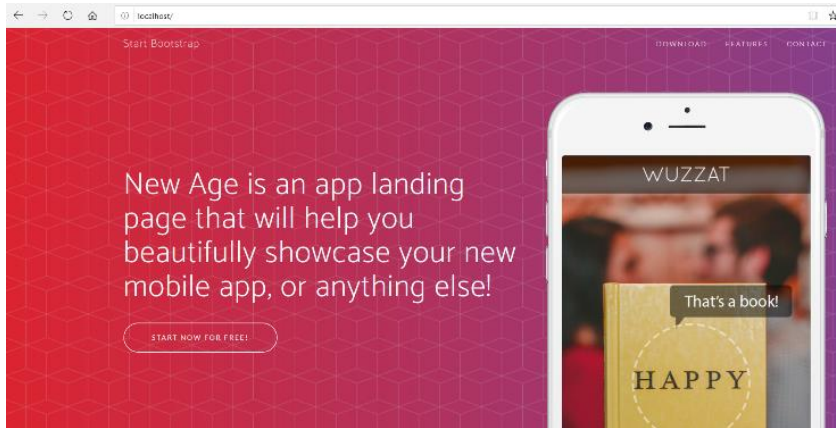 localhost/
Start Bootstrap
DOWNLOAD FEATURES CONTACT
New Age is an app landing
page that will help you
beautifully showcase your new
mobile app, or anything else!
START NOW FOR FREE!
WUZZAT
That's a book!
HAPPY